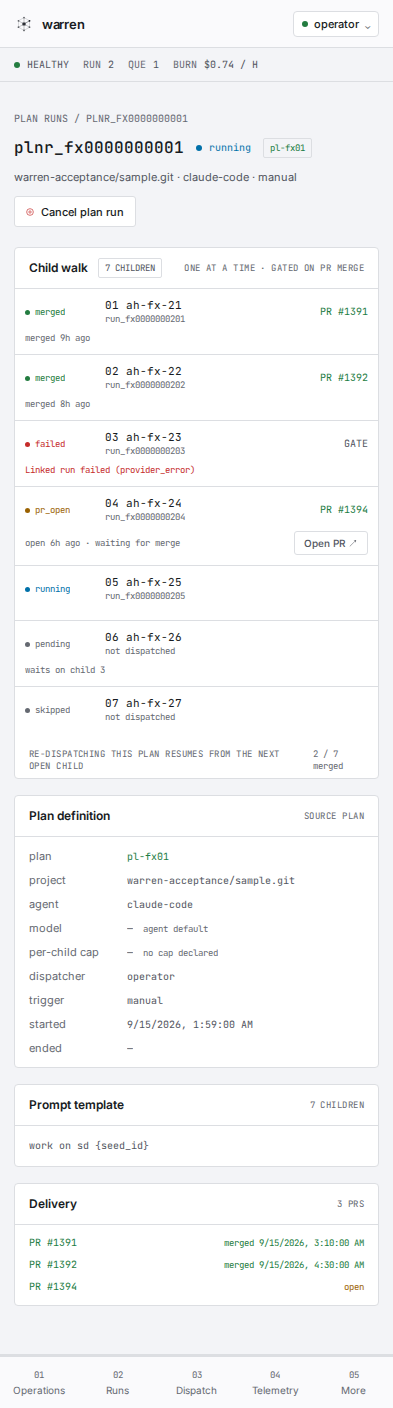 warren
operator
HEALTHY RUN 2 QUE 1 BURN $0.74 / H
PLAN RUNS / PLNR_FX0000000001
plnr_fx0000000001 running pl-fx01
warren-acceptance/sample.git · claude-code · manual
Cancel plan run
Child walk 7 CHILDREN ONE AT A TIME · GATED ON PR MERGE
merged 01 ah-fx-21 PR #1391
run_fx0000000201
merged 9h ago
merged 02 ah-fx-22 PR #1392
run_fx0000000202
merged 8h ago
failed 03 ah-fx-23 GATE
run_fx0000000203
Linked run failed (provider_error)
pr_open 04 ah-fx-24 PR #1394
run_fx0000000204
open 6h ago · waiting for merge Open PR ↗
running 05 ah-fx-25
run_fx0000000205
pending 06 ah-fx-26
not dispatched
waits on child 3
skipped 07 ah-fx-27
not dispatched
RE-DISPATCHING THIS PLAN RESUMES FROM THE NEXT 2 / 7
OPEN CHILD merged
Plan definition SOURCE PLAN
plan pl-fx01
project warren-acceptance/sample.git
agent claude-code
model — agent default
per-child cap — no cap declared
dispatcher operator
trigger manual
started 9/15/2026, 1:59:00 AM
ended —
Prompt template 7 CHILDREN
work on sd {seed_id}
Delivery 3 PRS
PR #1391 merged 9/15/2026, 3:10:00 AM
PR #1392 merged 9/15/2026, 4:30:00 AM
PR #1394 open
01 02 03 04 05
Operations Runs Dispatch Telemetry More